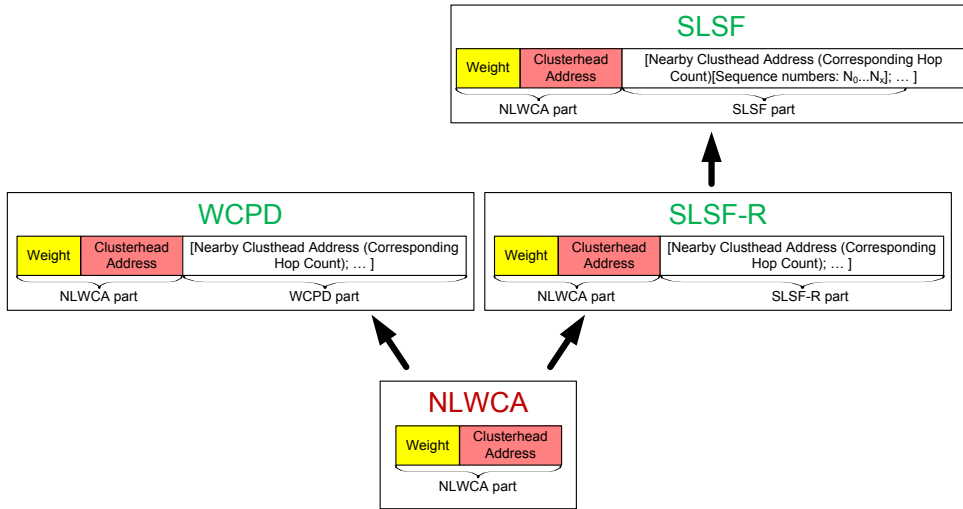 SLSF
Weight
Clusterhead
Address
[Nearby Clusthead Address (Corresponding Hop
Count)[Sequence numbers: N₀...Nₓ]; … ]
NLWCA part
SLSF part
WCPD
Weight
Clusterhead
Address
[Nearby Clusthead Address (Corresponding
Hop Count); … ]
NLWCA part
WCPD part
SLSF-R
Weight
Clusterhead
Address
[Nearby Clusthead Address (Corresponding
Hop Count); … ]
NLWCA part
SLSF-R part
NLWCA
Weight
Clusterhead
Address
NLWCA part